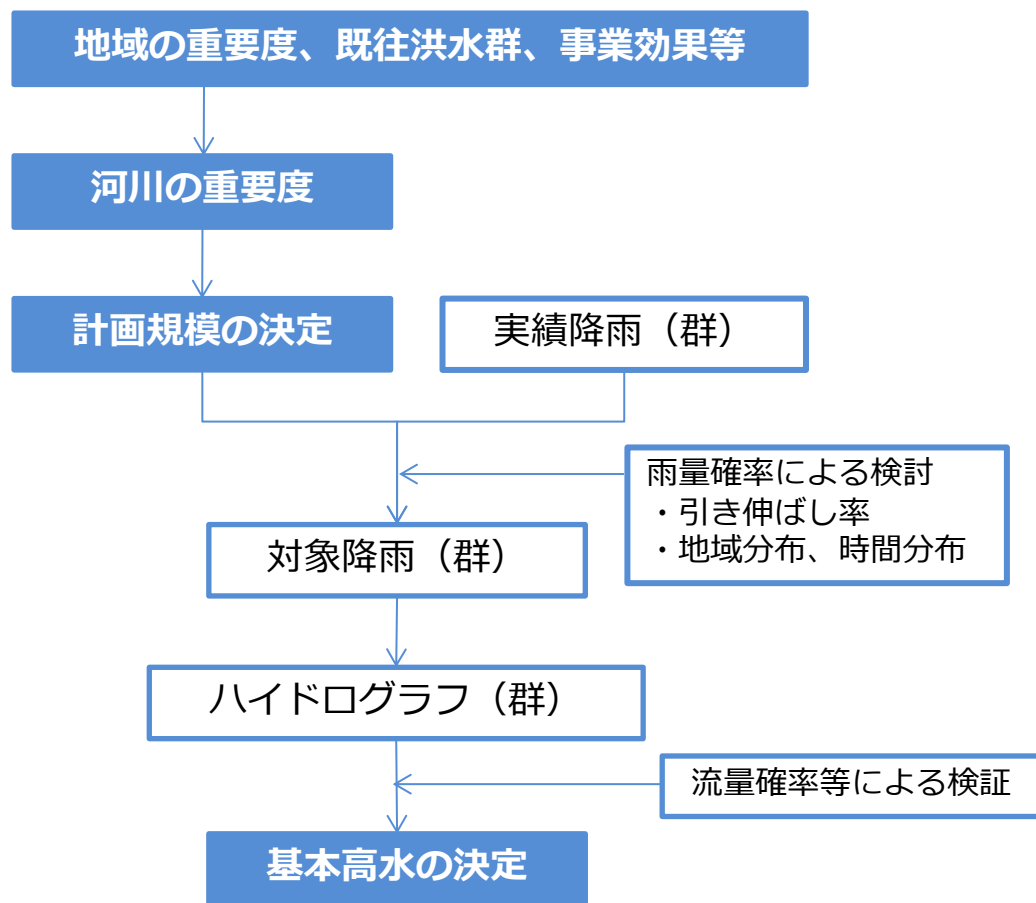 地域の重要度、既往洪水群、事業効果等
河川の重要度
計画規模の決定
実績降雨（群）
雨量確率による検討
・引き伸ばし率
・地域分布、時間分布
対象降雨（群）
ハイドログラフ（群）
流量確率等による検証
基本高水の決定